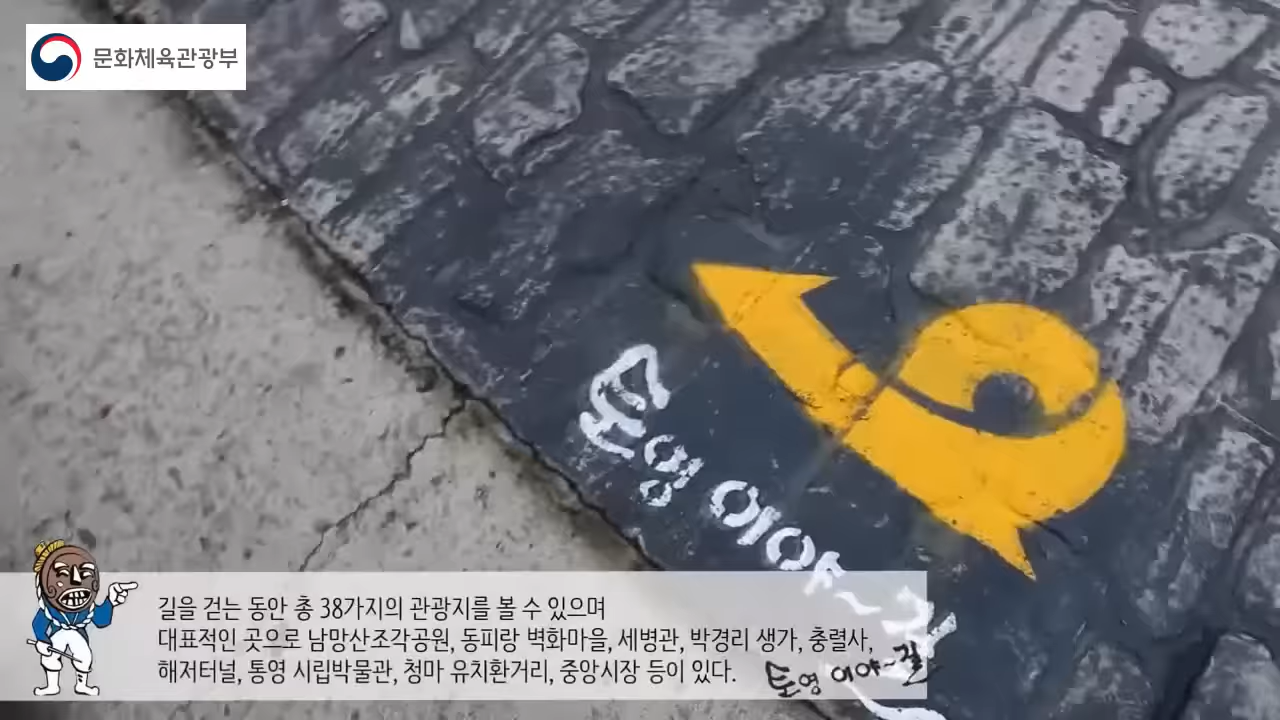 문화체육관광부
통영 이야~길
길을 걷는 동안 총 38가지의 관광지를 볼 수 있으며
대표적인 곳으로 남망산조각공원, 동피랑 벽화마을, 세병관, 박경리 생가, 충렬사,
해저터널, 통영 시립박물관, 청마 유치환거리, 중앙시장 등이 있다.
토영 이야~길